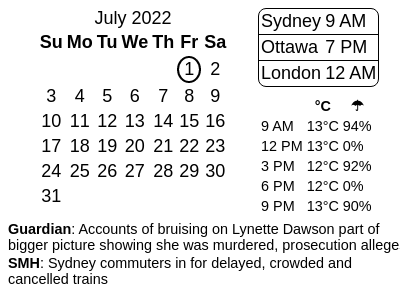 July 2022
Su Mo Tu We Th Fr Sa
1 2
3 4 5 6 7 8 9
10 11 12 13 14 15 16
17 18 19 20 21 22 23
24 25 26 27 28 29 30
31
Sydney 9 AM
Ottawa 7 PM
London 12 AM
°C ☂
9 AM 13°C 94%
12 PM 13°C 0%
3 PM 12°C 92%
6 PM 12°C 0%
9 PM 13°C 90%
Guardian: Accounts of bruising on Lynette Dawson part of
bigger picture showing she was murdered, prosecution allege
SMH: Sydney commuters in for delayed, crowded and
cancelled trains